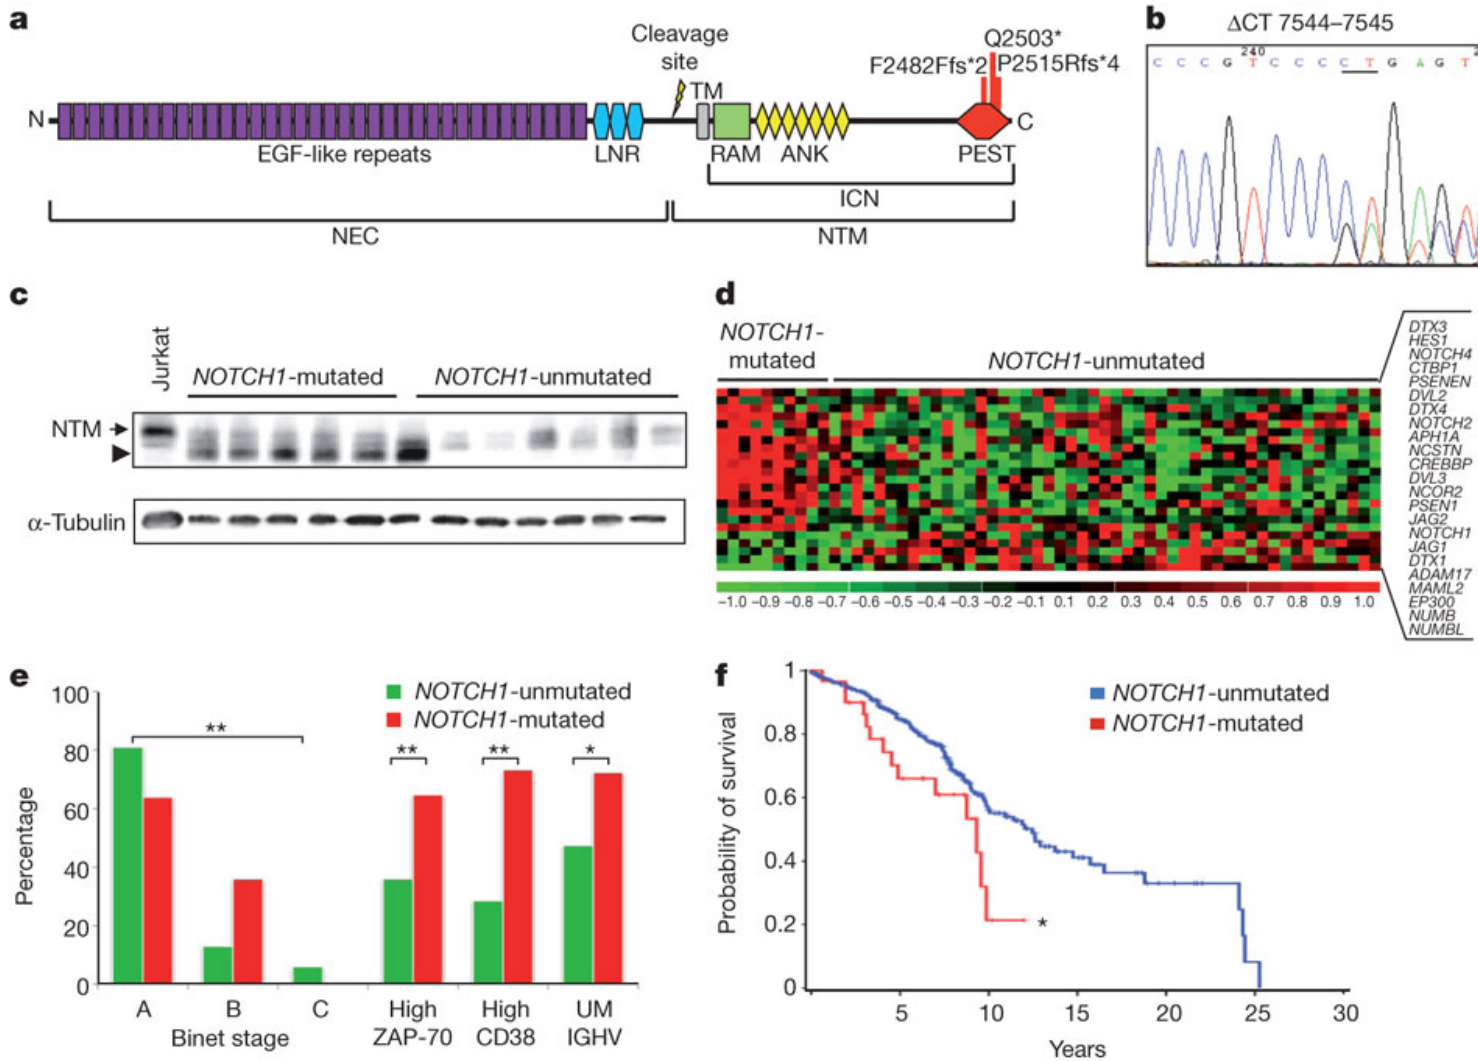 a
Cleavage
site
Q2503*
F2482Ffs*2
P2515Rfs*4
TM
N
C
EGF-like repeats
LNR
RAM
ANK
PEST
ICN
NEC
NTM
b
ΔCT 7544–7545
240
2
C C C G T C C C C T G A G T
c
Jurkat
NOTCH1-mutated
NOTCH1-unmutated
NTM
α-Tubulin
d
NOTCH1-
mutated
NOTCH1-unmutated
DTX3
HES1
NOTCH4
CTBP1
PSENEN
DVL2
DTX4
NOTCH2
APH1A
NCSTN
CREBBP
DVL3
NCOR2
PSEN1
JAG2
NOTCH1
JAG1
DTX1
ADAM17
MAML2
EP300
NUMB
NUMBL
–1.0 –0.9 –0.8 –0.7 –0.6 –0.5 –0.4 –0.3 –0.2 –0.1 0.1 0.2 0.3 0.4 0.5 0.6 0.7 0.8 0.9 1.0
e
NOTCH1-unmutated
NOTCH1-mutated
Percentage
100
80
60
40
20
0
**
**
**
*
A
B
C
Binet stage
High
ZAP-70
High
CD38
UM
IGHV
f
NOTCH1-unmutated
NOTCH1-mutated
Probability of survival
1
0.8
0.6
0.4
0.2
0
*
5 10 15 20 25 30
Years